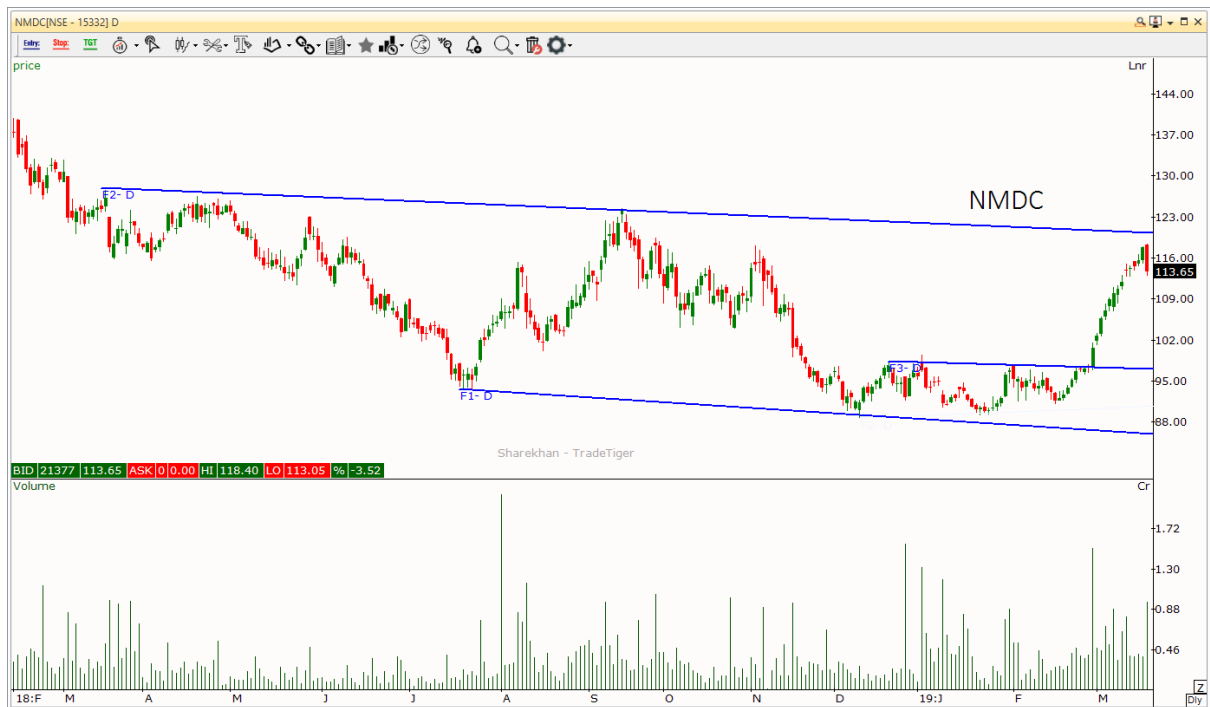 NMDC[NSE - 15332] D
Entry: Stop: TGT
price
Lnr
144.00
137.00
130.00
F2- D
NMDC
123.00
116.00
113.65
109.00
102.00
F3- D
95.00
F1- D
88.00
Sharekhan - TradeTiger
BID 21377 113.65 ASK 0 0.00 HI 118.40 LO 113.05 % -3.52
Volume
Cr
1.72
1.30
0.88
0.46
Z
18:F M A M J J A S O N D 19:J F M
Dly